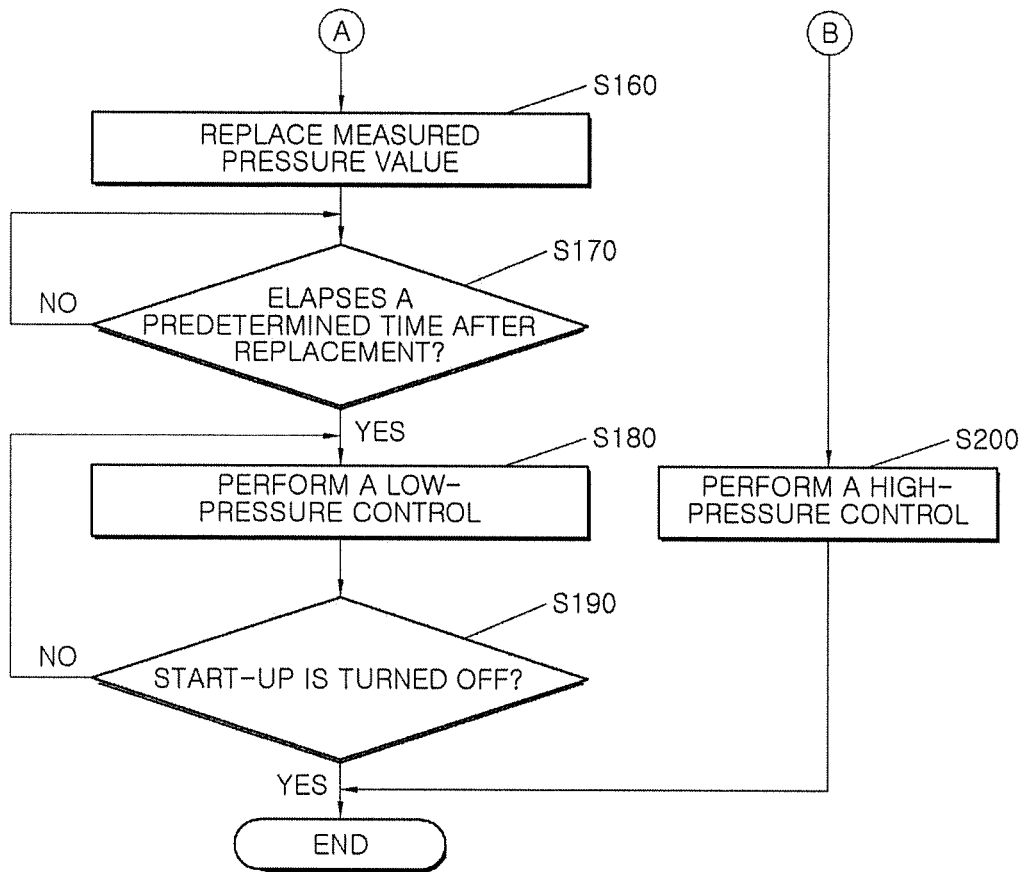 A
B
S160
REPLACE MEASURED
PRESSURE VALUE
S170
NO
ELAPSES A
PREDETERMINED TIME AFTER
REPLACEMENT?
YES
S180
PERFORM A LOW-
PRESSURE CONTROL
S200
PERFORM A HIGH-
PRESSURE CONTROL
S190
NO
START-UP IS TURNED OFF?
YES
END